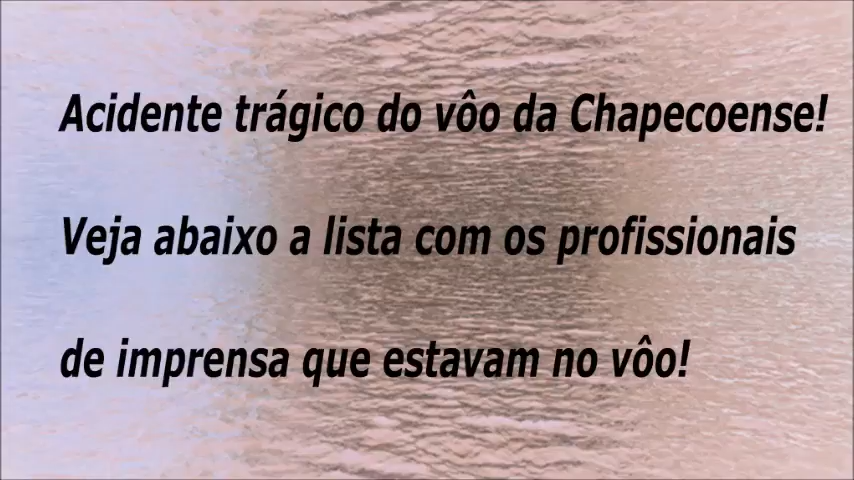 Acidente trágico do vôo da Chapecoense!
Veja abaixo a lista com os profissionais
de imprensa que estavam no vôo!